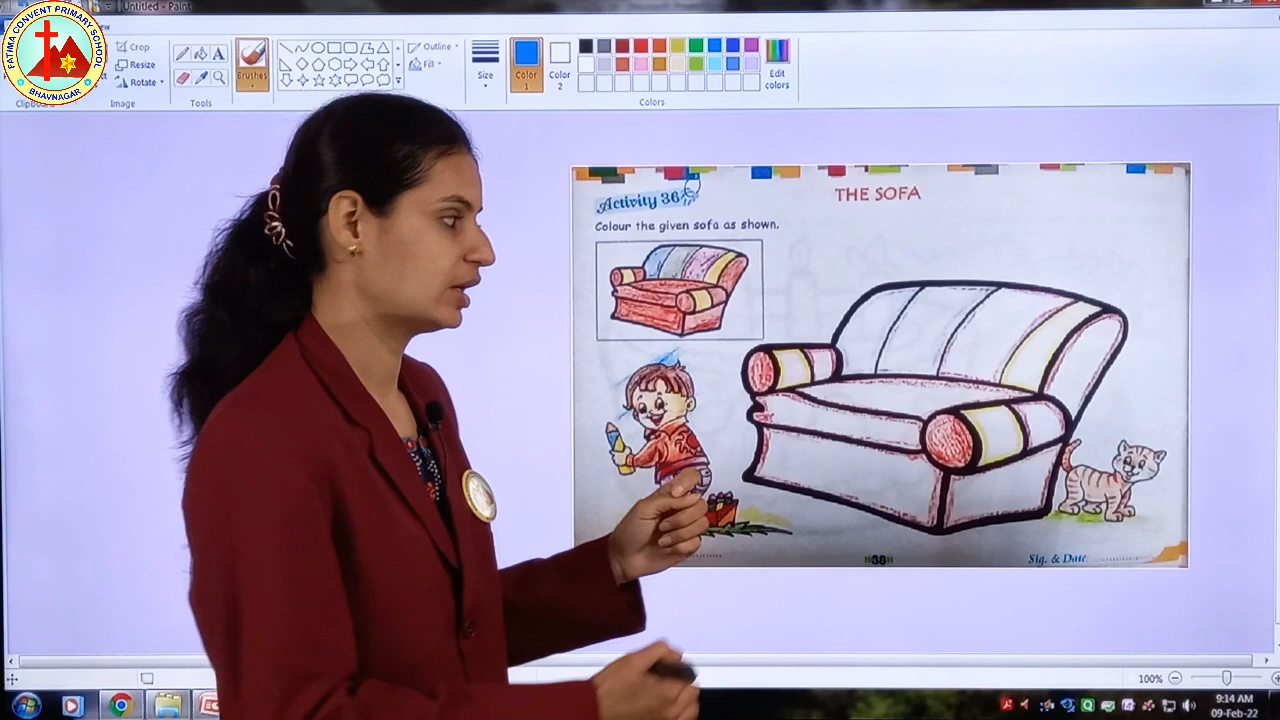 Untitled - Paint
FATIMA CONVENT PRIMARY SCHOOL
BHAVNAGAR
Crop
Resize
Rotate
Image
Tools
Brushes
Outline
Fill
Size
Color
1
Color
2
Edit
colors
Colors
Activity 36
THE SOFA
Colour the given sofa as shown.
38
Sig. & Date
100%
9:14 AM
09-Feb-22